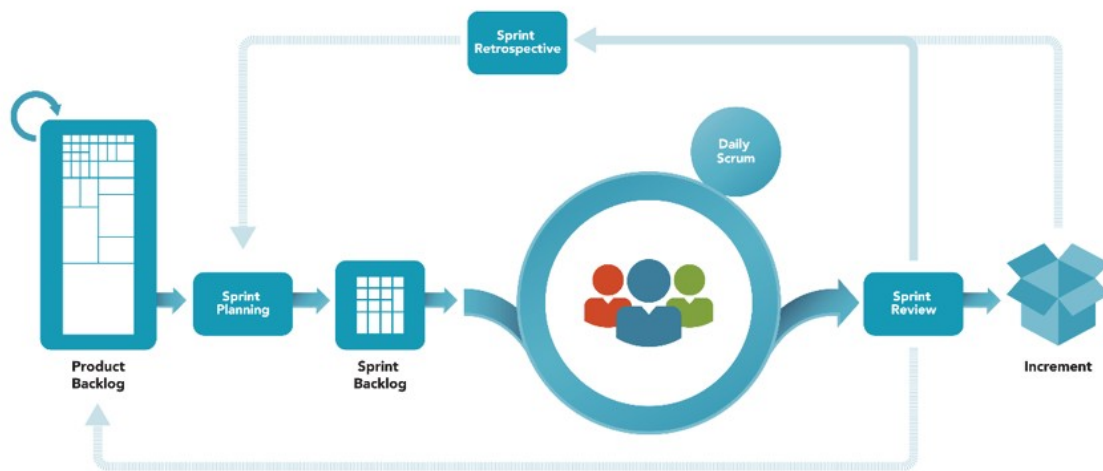 Sprint
Retrospective
Daily
Scrum
Sprint
Planning
Sprint
Review
Product
Backlog
Sprint
Backlog
Increment